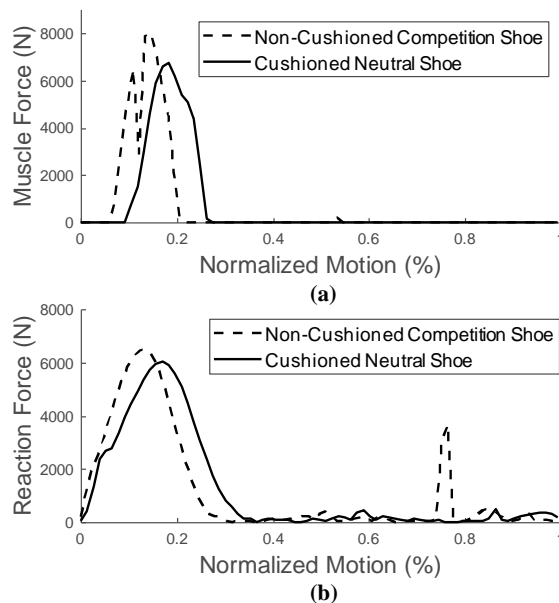 8000
6000
4000
2000
0
Muscle Force (N)
Non-Cushioned Competition Shoe
Cushioned Neutral Shoe
0 0.2 0.4 0.6 0.8
Normalized Motion (%)
(a)
8000
6000
4000
2000
0
Reaction Force (N)
Non-Cushioned Competition Shoe
Cushioned Neutral Shoe
0 0.2 0.4 0.6 0.8
Normalized Motion (%)
(b)